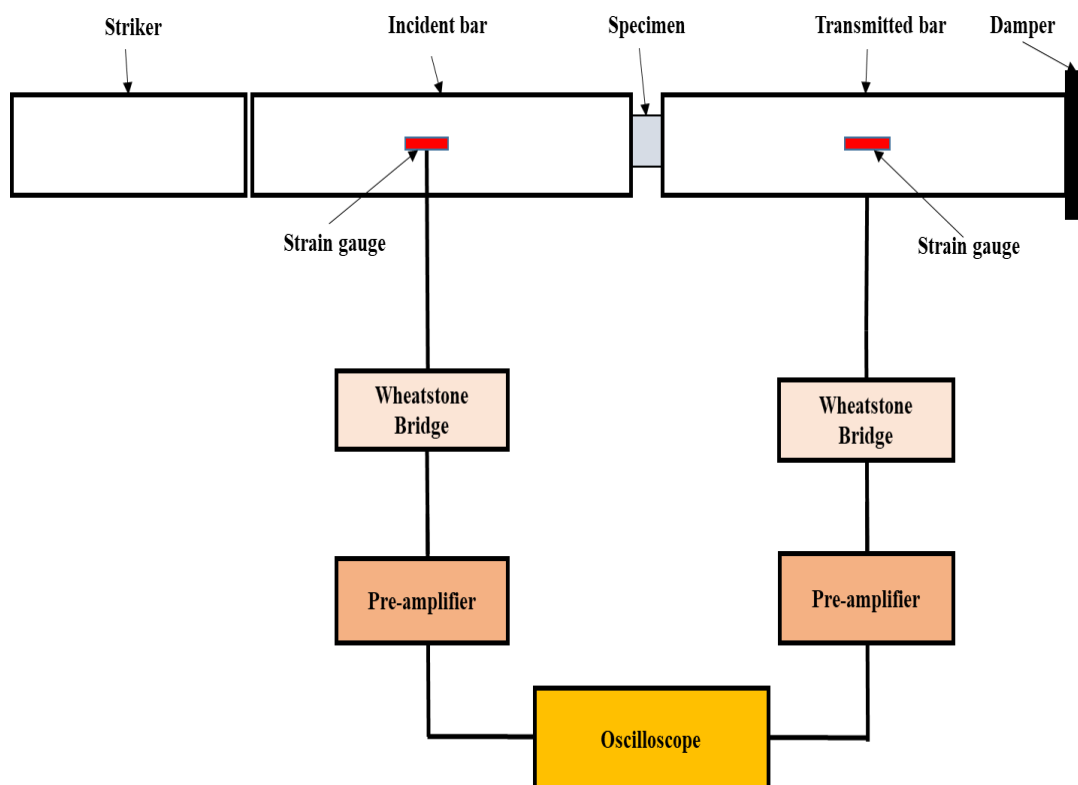 Striker
Incident bar
Specimen
Transmitted bar
Damper
Strain gauge
Strain gauge
Wheatstone
Bridge
Wheatstone
Bridge
Pre-amplifier
Pre-amplifier
Oscilloscope